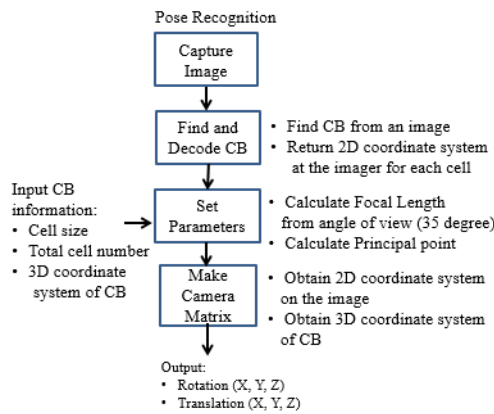 Pose Recognition
Capture
Image
Find and
Decode CB
• Find CB from an image
• Return 2D coordinate system
at the imager for each cell
Input CB
information:
• Cell size
• Total cell number
• 3D coordinate
system of CB
Set
Parameters
• Calculate Focal Length
from angle of view (35 degree)
• Calculate Principal point
Make
Camera
Matrix
• Obtain 2D coordinate system
on the image
• Obtain 3D coordinate system
of CB
Output:
• Rotation (X, Y, Z)
• Translation (X, Y, Z)